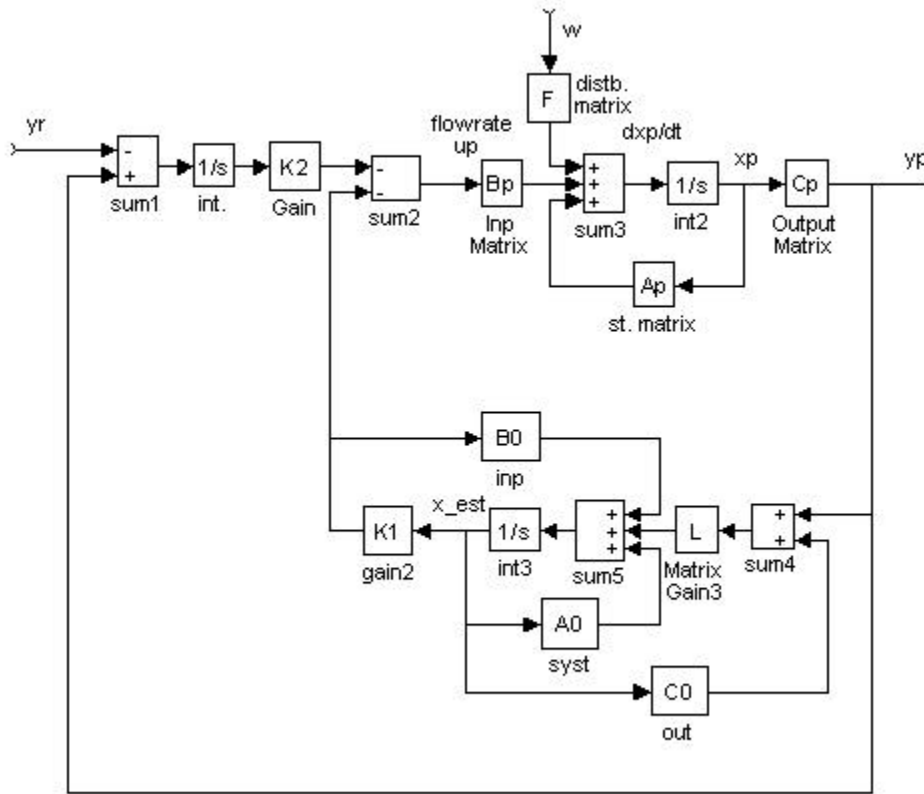 w
F
distb.
matrix
yr
-
+
sum1
1/s
int.
K2
Gain
-
-
sum2
flowrate
up
Bp
Inp
Matrix
+
+
+
sum3
dxp/dt
1/s
int2
xp
Cp
Output
Matrix
yp
Ap
st. matrix
B0
inp
x_est
K1
gain2
1/s
int3
+
+
+
sum5
L
Matrix
Gain3
+
+
sum4
A0
syst
C0
out